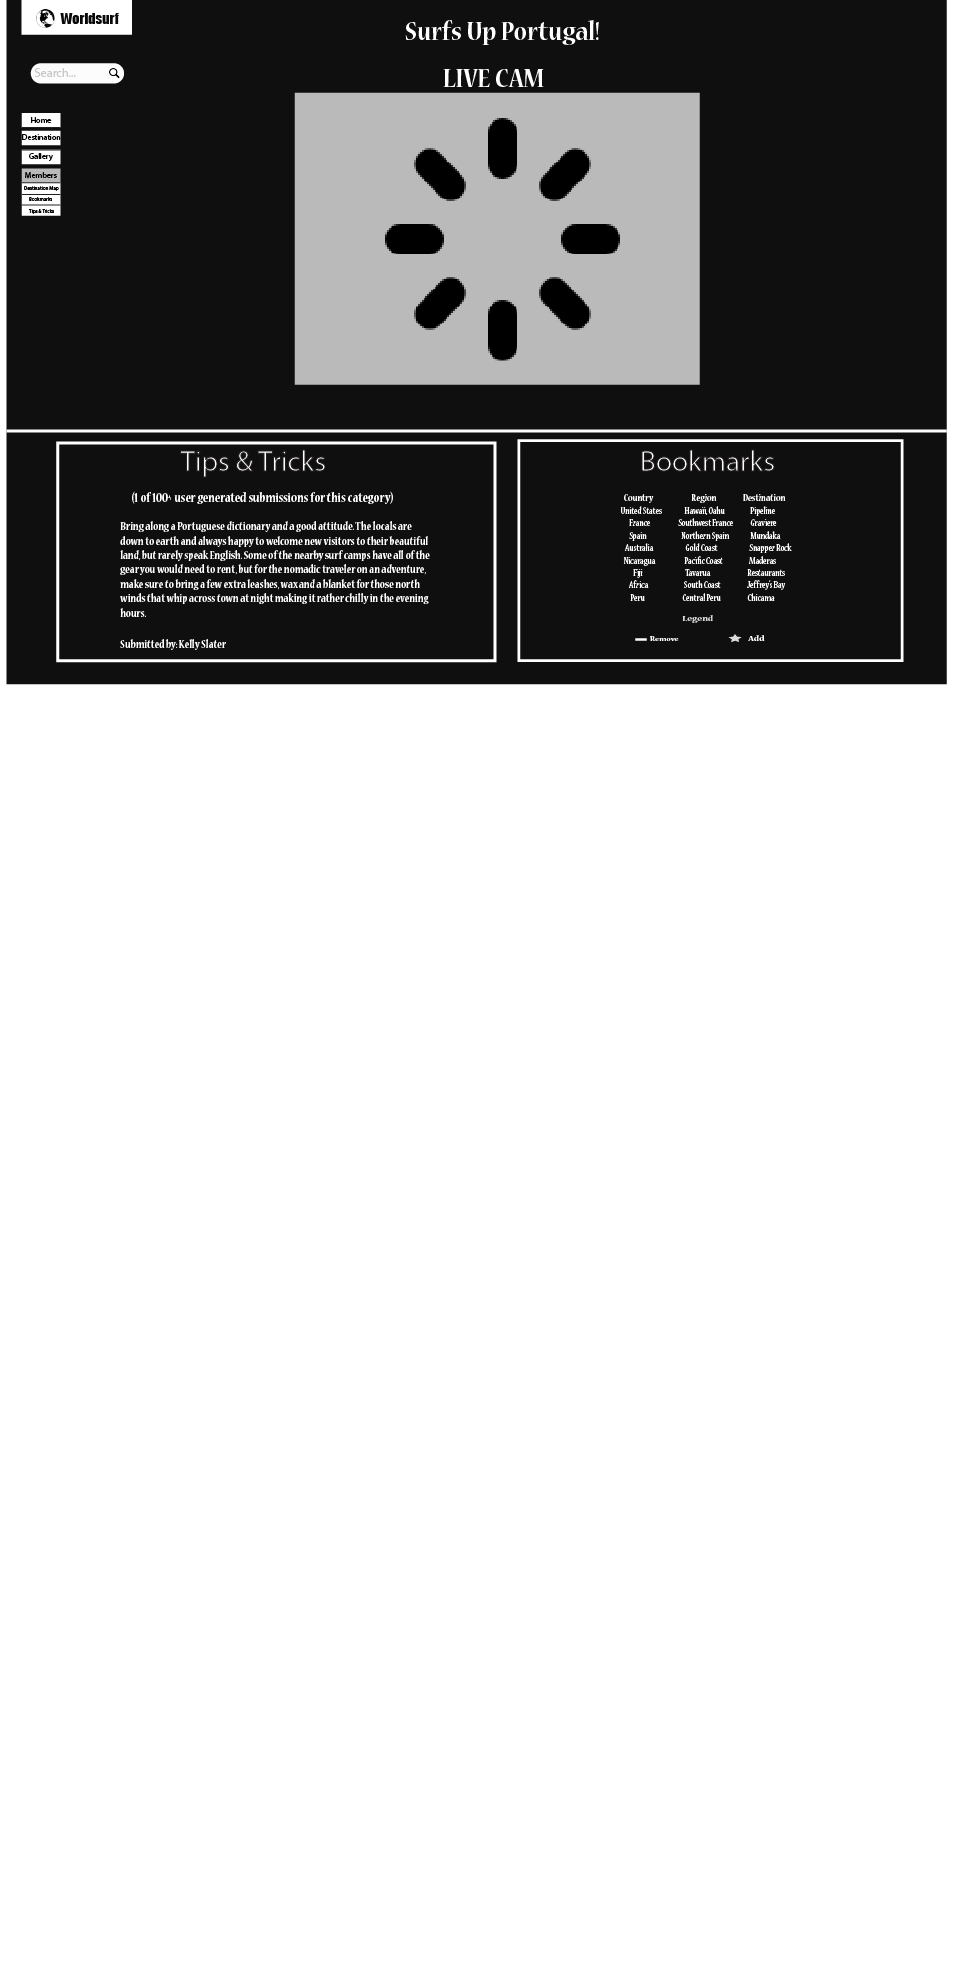 Worldsurf
Surfs Up Portugal!
Search...
LIVE CAM
Home
Destination
Gallery
Members
Destination Map
Bookmarks
Tips & Tricks
Tips & Tricks
(1 of 100+ user generated submissions for this category)
Bring along a Portuguese dictionary and a good attitude. The locals are
down to earth and always happy to welcome new visitors to their beautiful
land, but rarely speak English. Some of the nearby surf camps have all of the
gear you would need to rent, but for the nomadic traveler on an adventure,
make sure to bring a few extra leashes, wax and a blanket for those north
winds that whip across town at night making it rather chilly in the evening
hours.
Submitted by: Kelly Slater
Bookmarks
Country Region Destination
United States Hawaii, Oahu Pipeline
France Southwest France Graviere
Spain Northern Spain Mundaka
Australia Gold Coast Snapper Rock
Nicaragua Pacific Coast Maderas
Fiji Tavarua Restaurants
Africa South Coast Jeffrey's Bay
Peru Central Peru Chicama
Legend
Remove Add